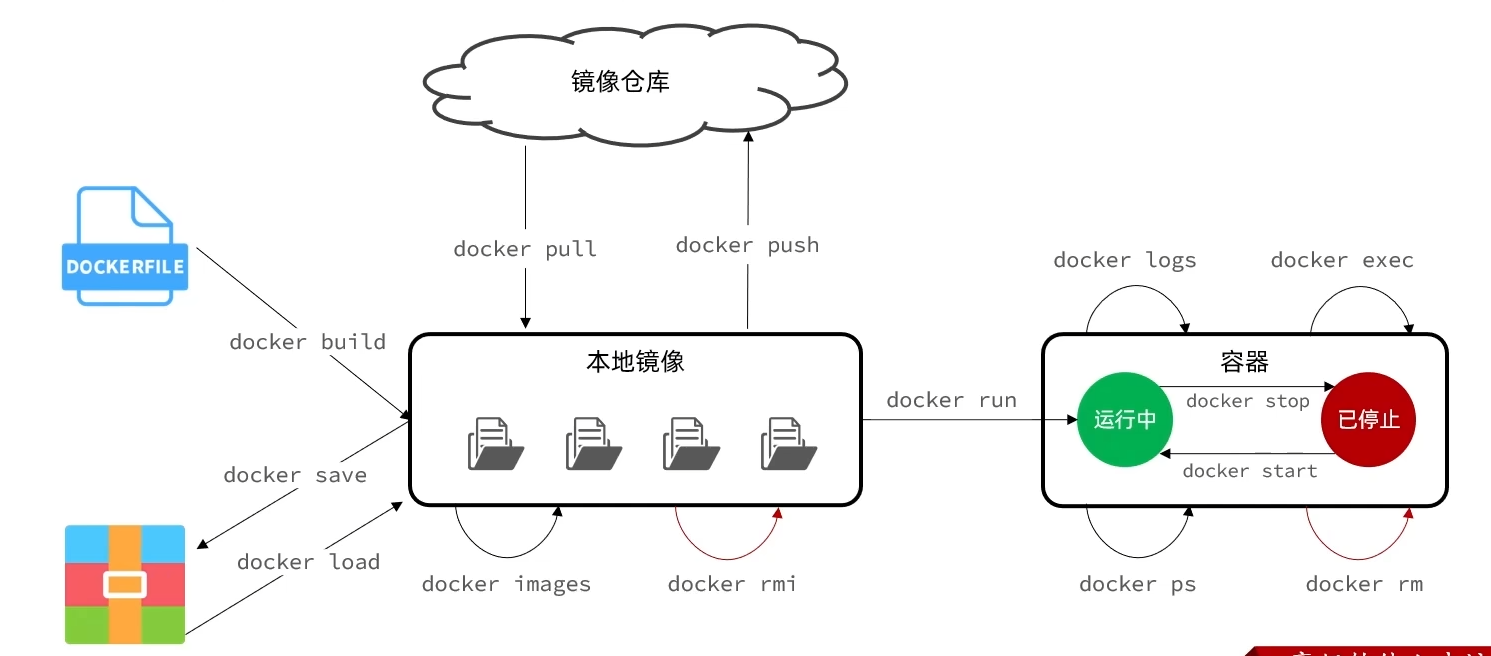 镜像仓库
docker pull
docker push
DOCKERFILE
docker build
docker logs
docker exec
本地镜像
容器
docker run
运行中
docker stop
已停止
docker start
docker save
docker load
docker images
docker rmi
docker ps
docker rm